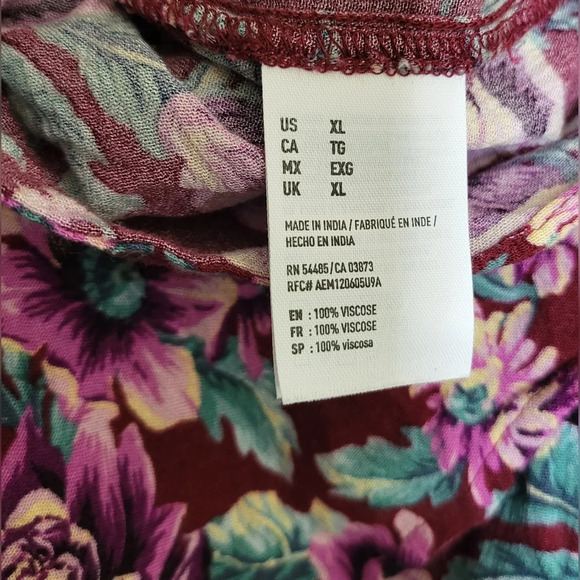 US XL
CA TG
MX EXG
UK XL
MADE IN INDIA / FABRIQUÉ EN INDE /
HECHO EN INDIA
RN 54485 / CA 03873
RFC# AEM120605U9A
EN : 100% VISCOSE
FR : 100% VISCOSE
SP : 100% viscosa